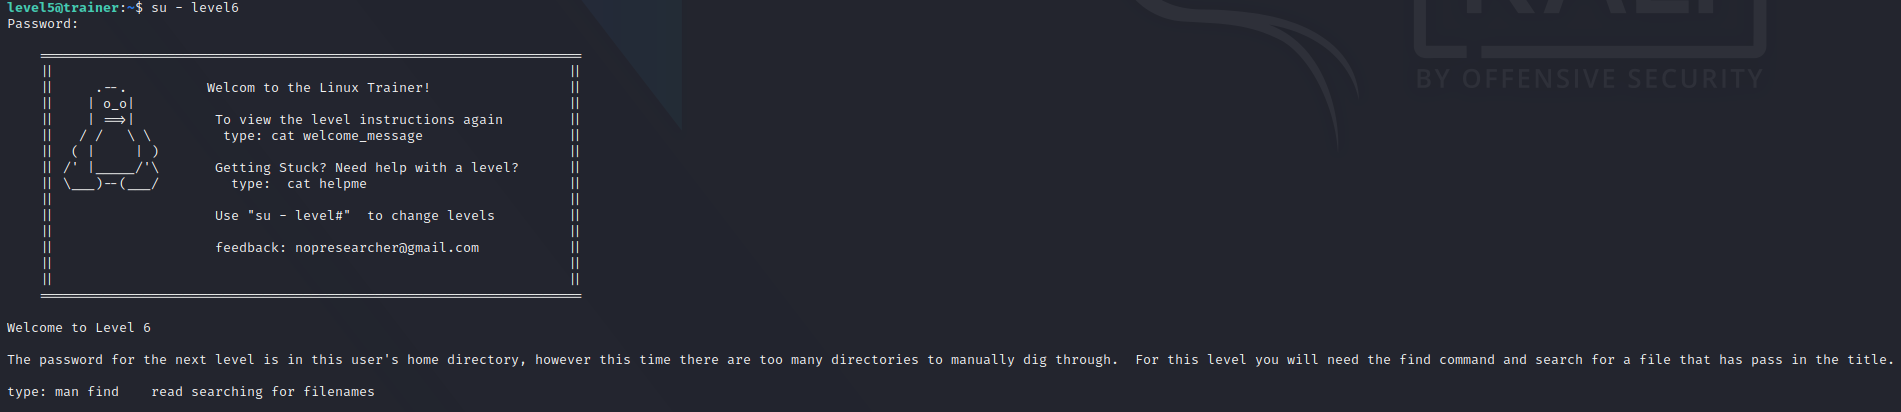 level5@trainer:~$ su - level6
Password:
Welcom to the Linux Trainer!
To view the level instructions again
type: cat welcome_message
Getting Stuck? Need help with a level?
type:  cat helpme
Use "su - level#"  to change levels
feedback: nopresearcher@gmail.com
Welcome to Level 6
The password for the next level is in this user's home directory, however this time there are too many directories to manually dig through.  For this level you will need the find command and search for a file that has pass in the title.
type: man find    read searching for filenames
BY OFFENSIVE SECURITY